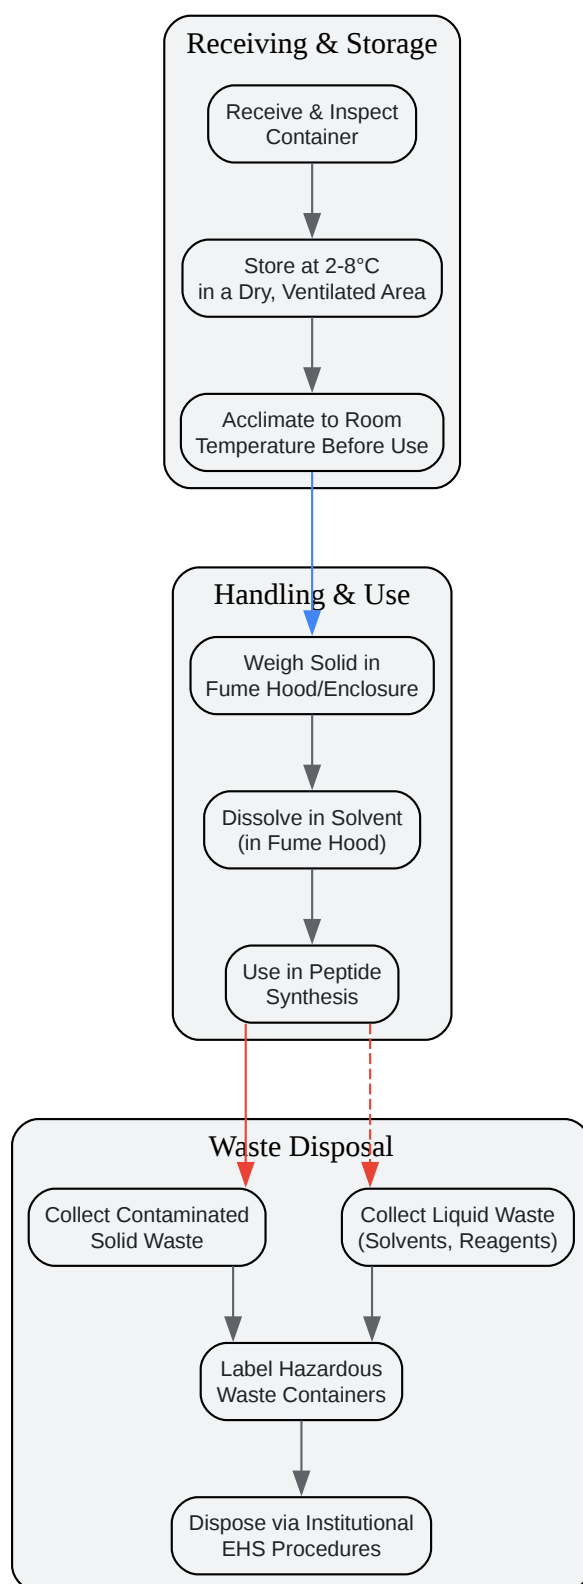 Receiving & Storage
Receive & Inspect
Container
Store at 2-8°C
in a Dry, Ventilated Area
Acclimate to Room
Temperature Before Use
Handling & Use
Weigh Solid in
Fume Hood/Enclosure
Dissolve in Solvent
(in Fume Hood)
Use in Peptide
Synthesis
Waste Disposal
Collect Contaminated
Solid Waste
Collect Liquid Waste
(Solvents, Reagents)
Label Hazardous
Waste Containers
Dispose via Institutional
EHS Procedures